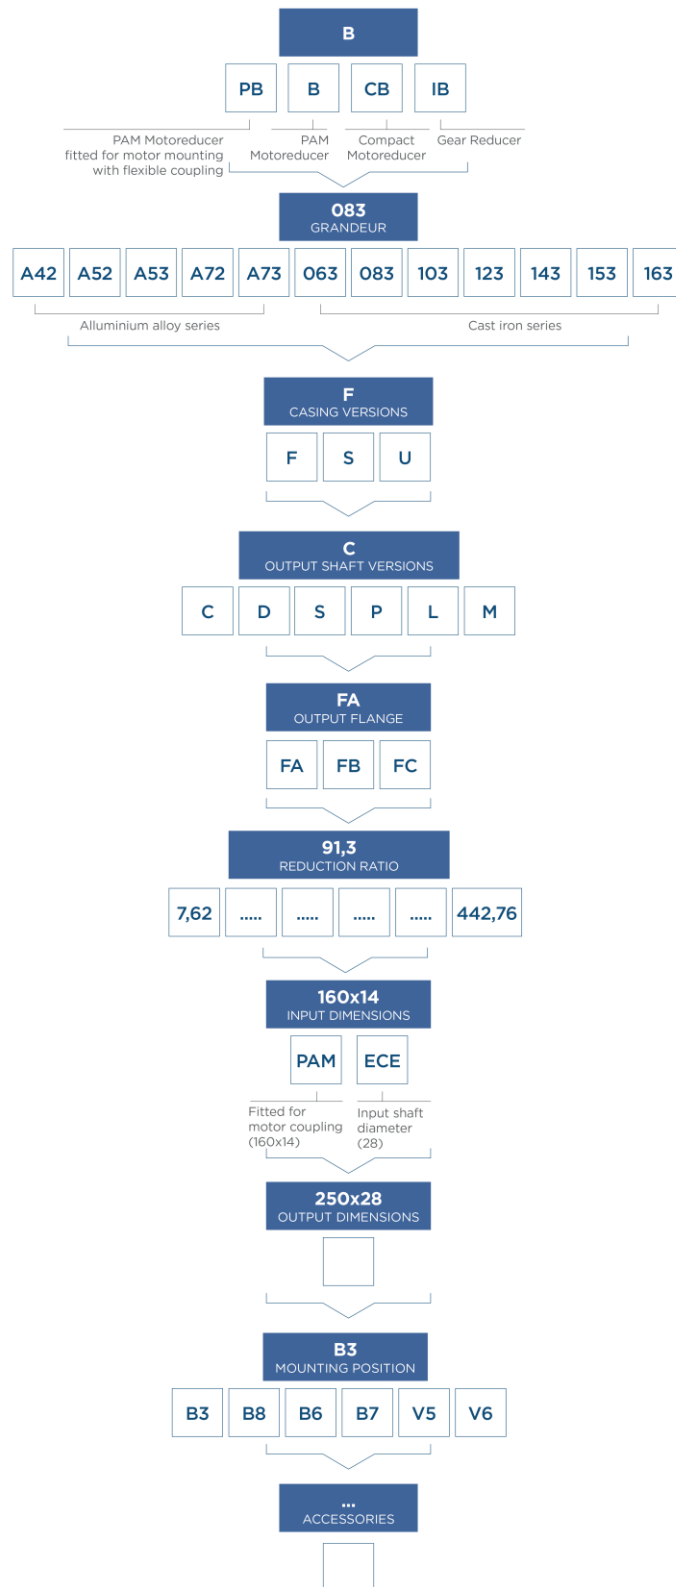 B
PB B CB IB
PAM Motoreducer
fitted for motor mounting
with flexible coupling
PAM
Motoreducer
Compact
Motoreducer
Gear Reducer
083
GRANDEUR
A42 A52 A53 A72 A73 063 083 103 123 143 153 163
Alluminium alloy series
Cast iron series
F
CASING VERSIONS
F S U
C
OUTPUT SHAFT VERSIONS
C D S P L M
FA
OUTPUT FLANGE
FA FB FC
91,3
REDUCTION RATIO
7,62 ..... ..... ..... ..... 442,76
160x14
INPUT DIMENSIONS
PAM ECE
Fitted for
motor coupling
(160x14)
Input shaft
diameter
(28)
250x28
OUTPUT DIMENSIONS
B3
MOUNTING POSITION
B3 B8 B6 B7 V5 V6
...
ACCESSORIES